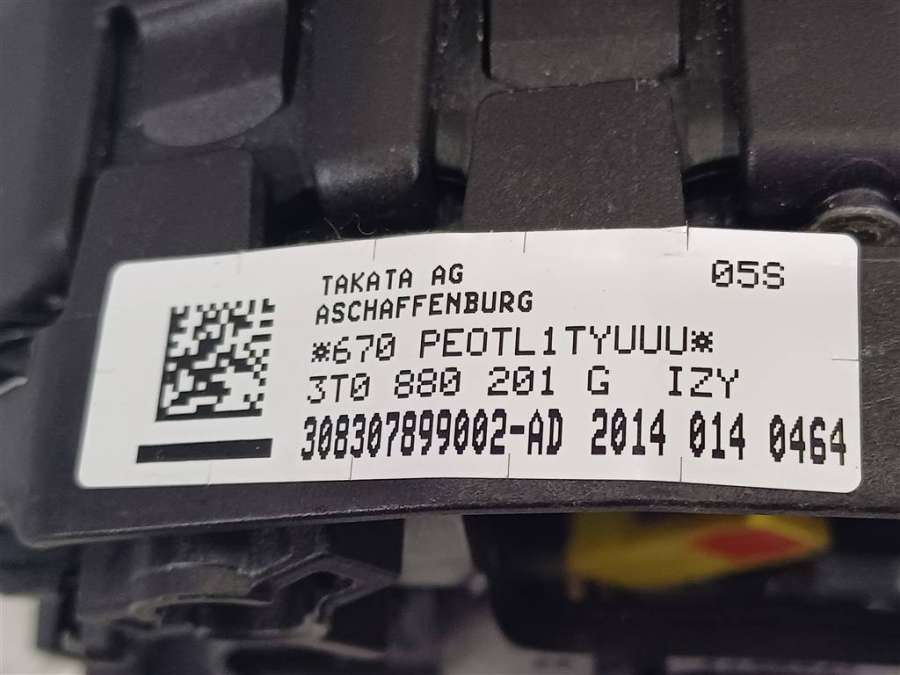 TAKATA AG
05S
ASCHAFFENBURG
*670 PEOTL1TYUUU*
3T0 880 201 G IZY
308307899002-AD 2014 014 0464